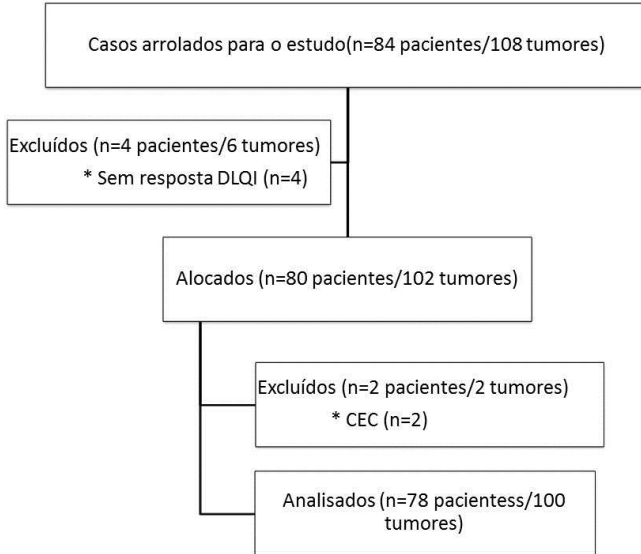 Casos arrolados para o estudo(n=84 pacientes/108 tumores)
Excluídos (n=4 pacientes/6 tumores)
* Sem resposta DLQI (n=4)
Alocados (n=80 pacientes/102 tumores)
Excluídos (n=2 pacientes/2 tumores)
* CEC (n=2)
Analisados (n=78 pacientess/100
tumores)